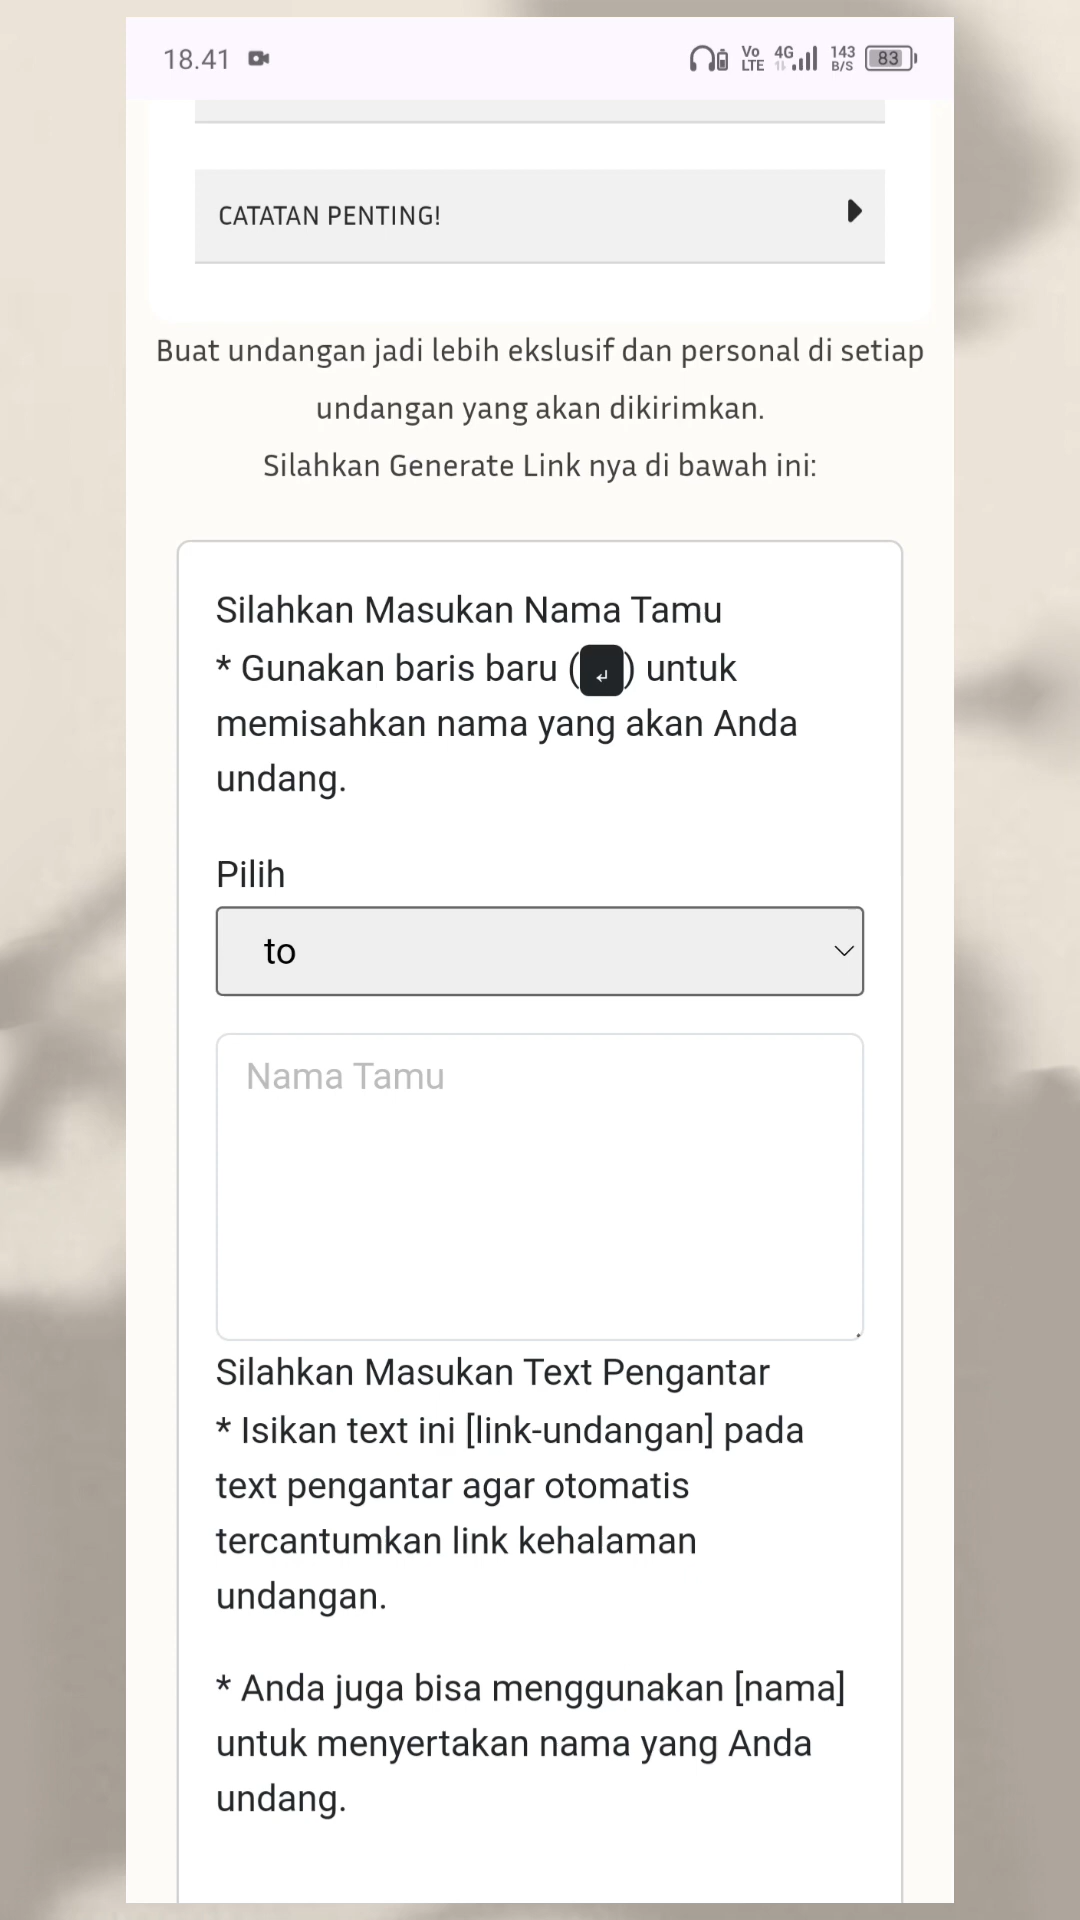 18.41
Vo LTE 4G 143 B/S 83
CATATAN PENTING!
Buat undangan jadi lebih ekslusif dan personal di setiap
undangan yang akan dikirimkan.
Silahkan Generate Link nya di bawah ini:
Silahkan Masukan Nama Tamu
* Gunakan baris baru (↲) untuk
memisahkan nama yang akan Anda
undang.
Pilih
to
Nama Tamu
Silahkan Masukan Text Pengantar
* Isikan text ini [link-undangan] pada
text pengantar agar otomatis
tercantumkan link kehalaman
undangan.
* Anda juga bisa menggunakan [nama]
untuk menyertakan nama yang Anda
undang.